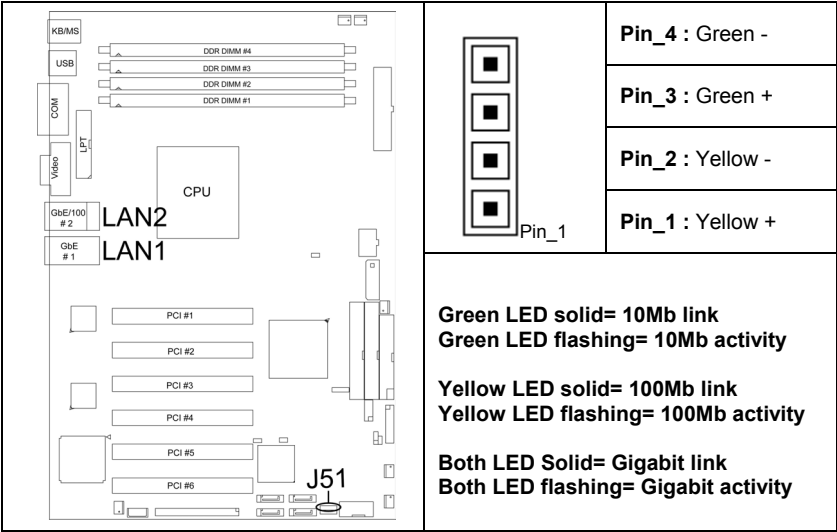 KB/MS
USB
COM
LPT
Video
DDR DIMM #4
DDR DIMM #3
DDR DIMM #2
DDR DIMM #1
CPU
GbE/100
# 2
LAN2
GbE
# 1
LAN1
PCI #1
PCI #2
PCI #3
PCI #4
PCI #5
PCI #6
J51
Pin_1
Pin_4 : Green -
Pin_3 : Green +
Pin_2 : Yellow -
Pin_1 : Yellow +
Green LED solid= 10Mb link
Green LED flashing= 10Mb activity
Yellow LED solid= 100Mb link
Yellow LED flashing= 100Mb activity
Both LED Solid= Gigabit link
Both LED flashing= Gigabit activity